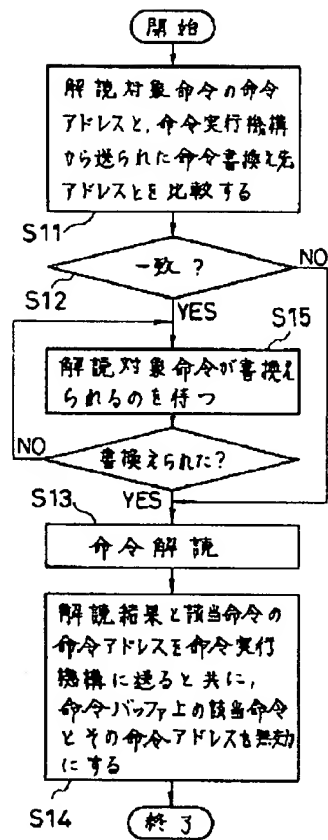 開始
解読対象命令の命令
アドレスと、命令実行機構
から送られた命令書換え先
アドレスとを比較する
S11
一致?
NO
S12
YES
S15
解読対象命令が書換え
られるのを待つ
NO
書換えられた?
S13
YES
命令解読
解読結果と該当命令の
命令アドレスを命令実行
機構に送ると共に,
命令バッファ上の該当命令
とその命令アドレスを無効
にする
S14
終了